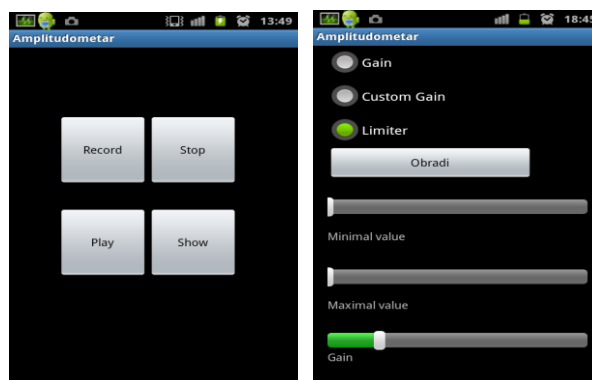 13:49
Amplitudometar
Record Stop
Play Show
18:45
Amplitudometar
Gain
Custom Gain
Limiter
Obradi
Minimal value
Maximal value
Gain